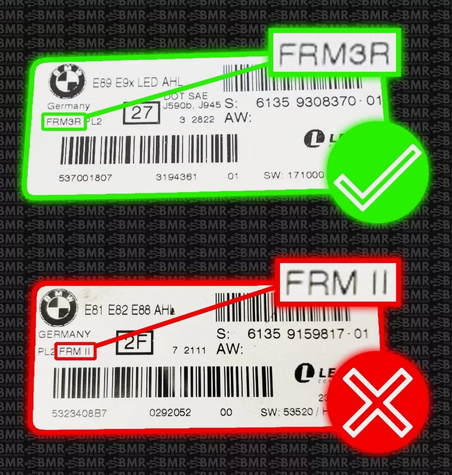 FRM3R
BMW
E89 E9x LED AHL
Germany
DOT SAE
J590b, J945
FRM3R PL2
27
3 2822
S: 6135 9308370-01
AW:
537001807
3194361
01
SW: 171000
FRM II
BMW
E81 E82 E88 AHL
GERMANY
PL2 FRM II
2F
7 2111
S: 6135 9159817-01
AW:
5323408B7
0292052
00
SW: 53520 / H